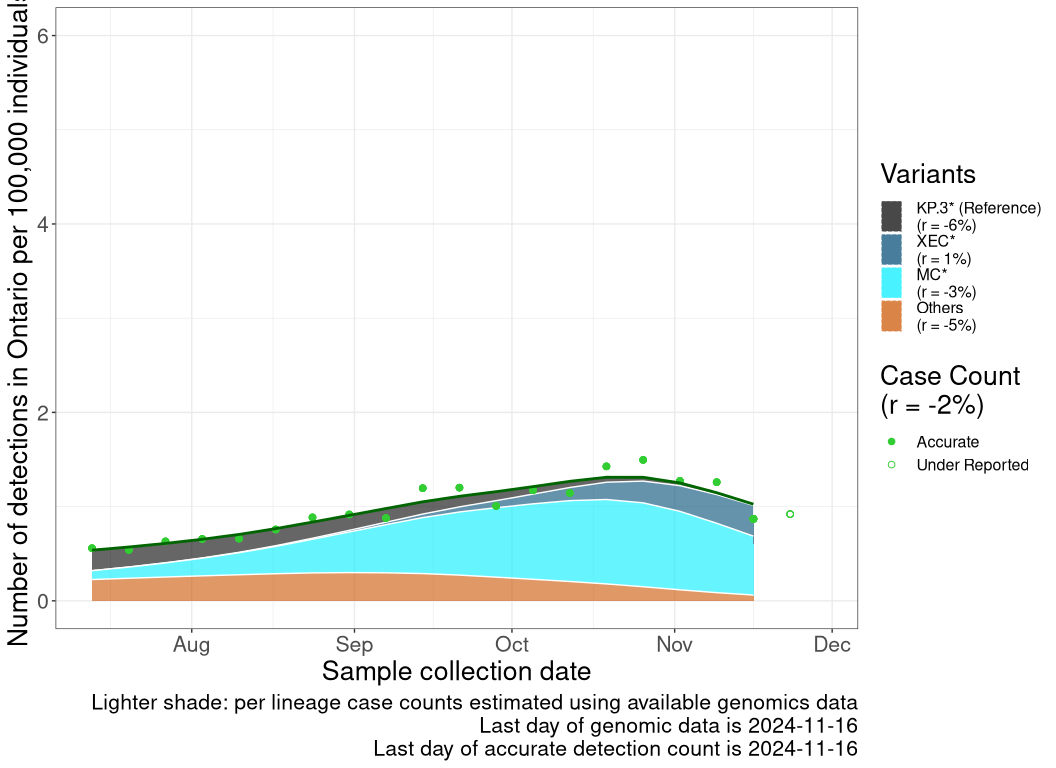 Number of detections in Ontario per 100,000 individuals
6
4
2
0
Aug
Sep
Oct
Nov
Dec
Sample collection date
Lighter shade: per lineage case counts estimated using available genomics data
Last day of genomic data is 2024-11-16
Last day of accurate detection count is 2024-11-16
Variants
KP.3* (Reference)
(r = -6%)
XEC*
(r = 1%)
MC*
(r = -3%)
Others
(r = -5%)
Case Count
(r = -2%)
Accurate
Under Reported